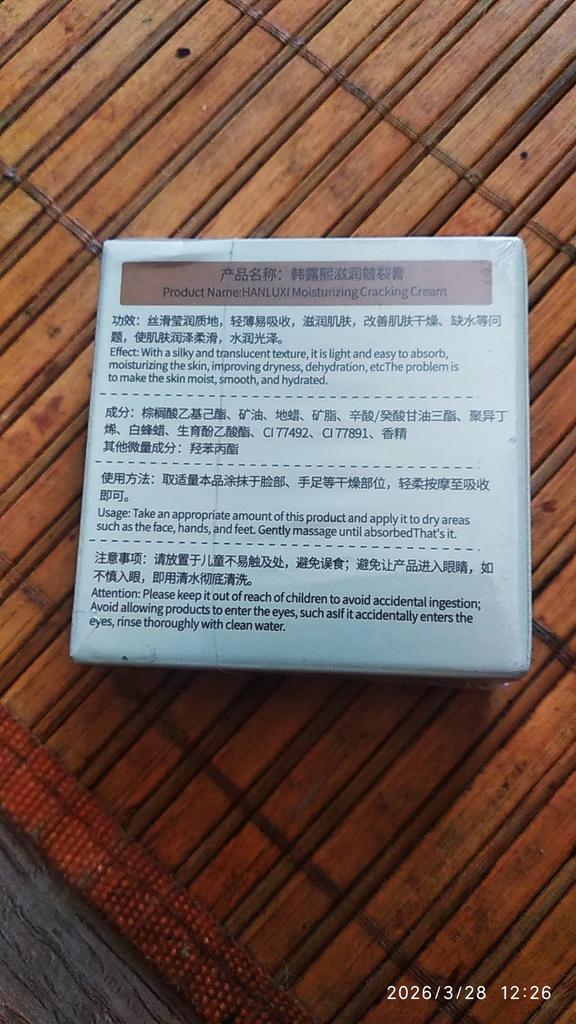 产品名称：韩露熙滋润皲裂膏
Product Name:HANLUXI Moisturizing Cracking Cream
功效：丝滑莹润质地，轻薄易吸收，滋润肌肤，改善肌肤干燥、缺水等问
题，使肌肤润泽柔滑，水润光泽。
Effect: With a silky and translucent texture, it is light and easy to absorb,
moisturizing the skin, improving dryness, dehydration, etcThe problem is
to make the skin moist, smooth, and hydrated.
成分：棕榈酸乙基己酯、矿油、地蜡、矿脂、辛酸/癸酸甘油三酯、聚异丁
烯、白蜂蜡、生育酚乙酸酯、CI 77492、CI 77891、香精
其他微量成分：羟苯丙酯
使用方法：取适量本品涂抹于脸部、手足等干燥部位，轻柔按摩至吸收
即可。
Usage: Take an appropriate amount of this product and apply it to dry areas
such as the face, hands, and feet. Gently massage until absorbedThat's it.
注意事项：请放置于儿童不易触及处，避免误食；避免让产品进入眼睛，如
不慎入眼，即用清水彻底清洗。
Attention: Please keep it out of reach of children to avoid accidental ingestion;
Avoid allowing products to enter the eyes, such asIf it accidentally enters the
eyes, rinse thoroughly with clean water.
2026/3/28 12:26